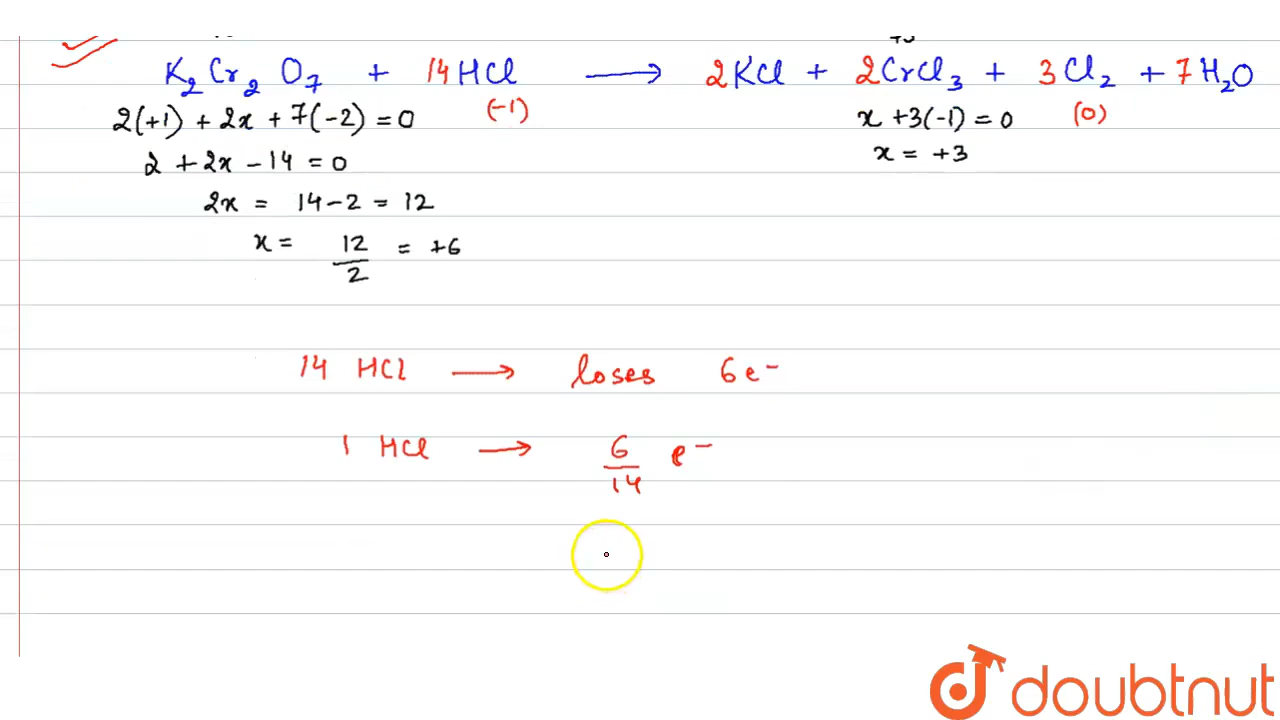 K₂Cr₂O₇ + 14HCl → 2KCl + 2CrCl₃ + 3Cl₂ + 7H₂O
2(+1) + 2x + 7(-2) = 0 (-1) x + 3(-1) = 0 (0)
2 + 2x - 14 = 0 x = +3
2x = 14 - 2 = 12
x = 12/2 = +6
14 HCl → loses 6e⁻
1 HCl → 6/14 e⁻
doubtnut